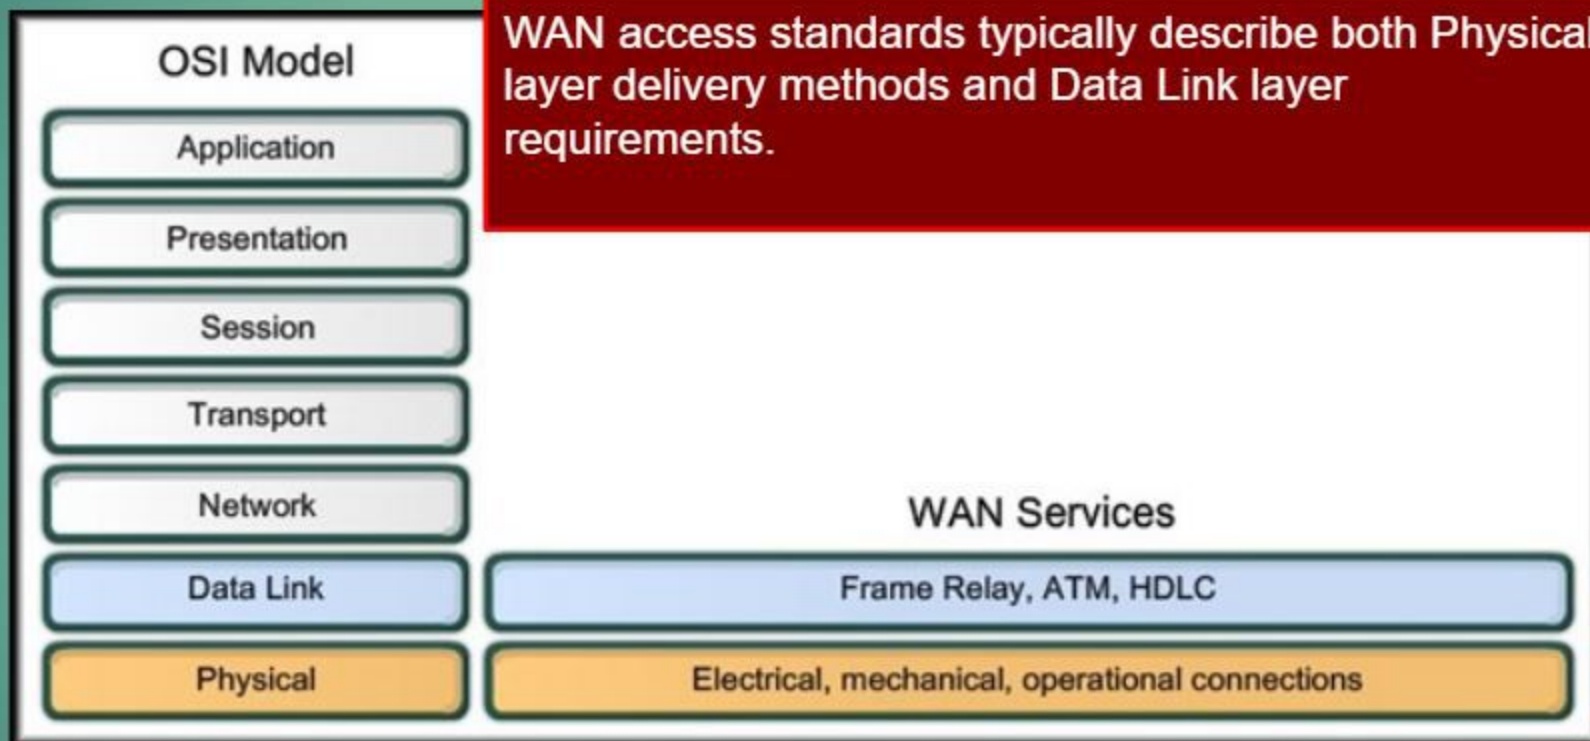 OSI Model
WAN access standards typically describe both Physical
layer delivery methods and Data Link layer
requirements.
Application
Presentation
Session
Transport
Network
WAN Services
Data Link
Frame Relay, ATM, HDLC
Physical
Electrical, mechanical, operational connections